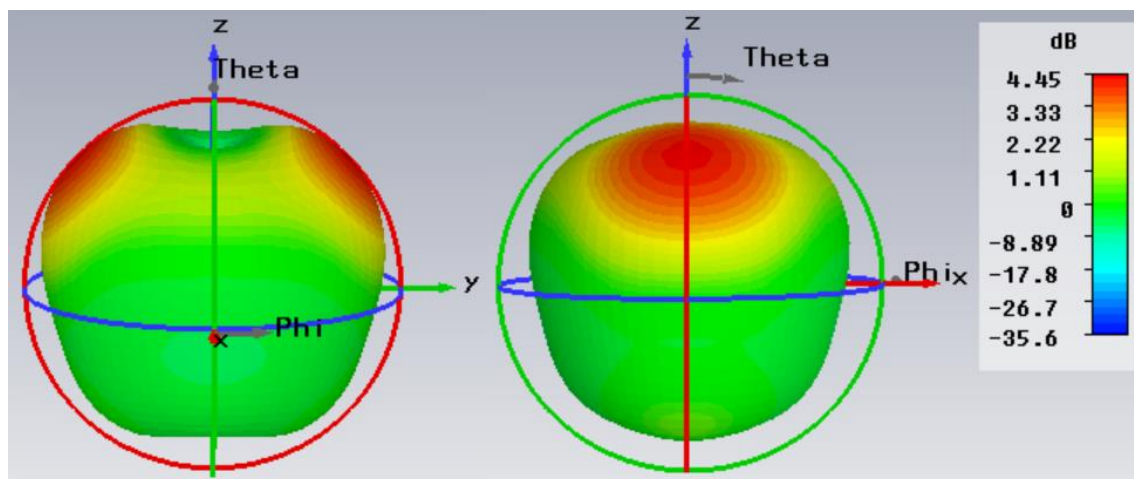 z
Theta
y
Phi
x
z
Theta
Phi
x
dB
4.45
3.33
2.22
1.11
0
-8.89
-17.8
-26.7
-35.6